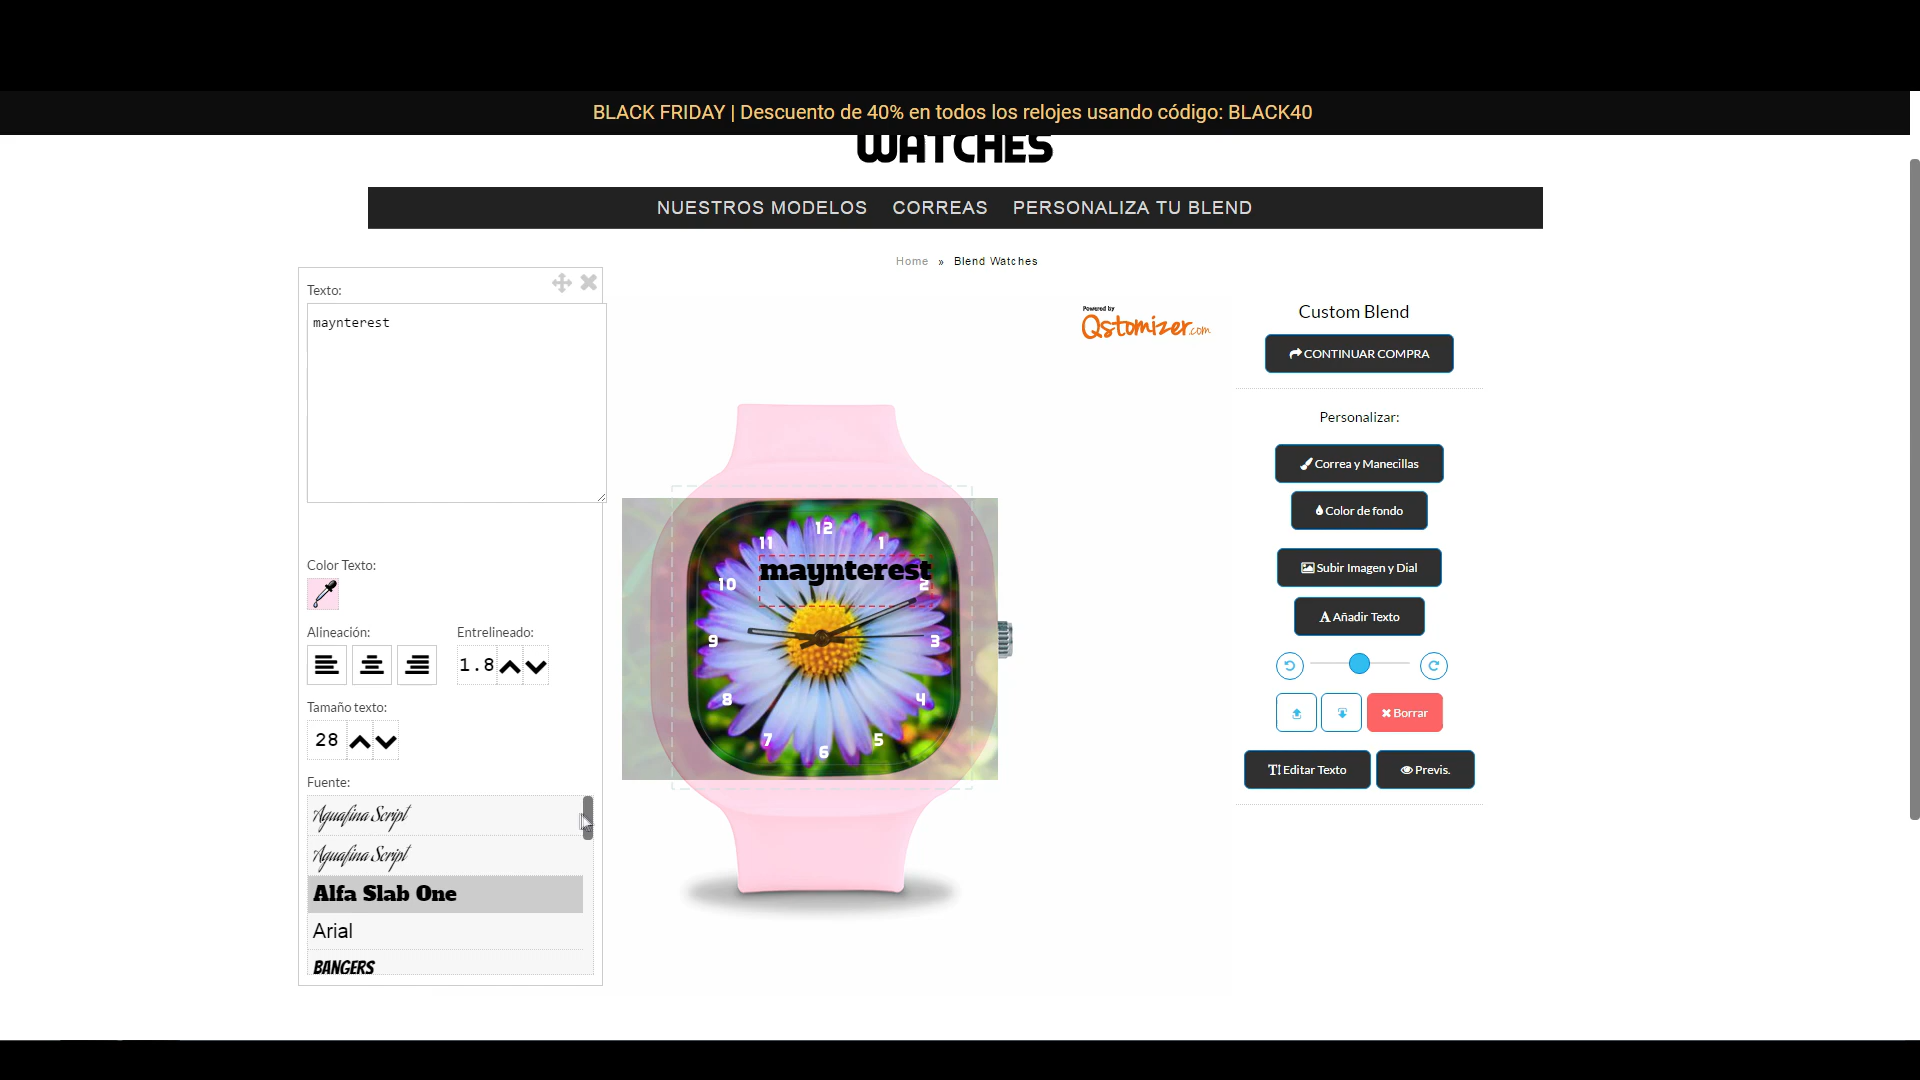 BLACK FRIDAY | Descuento de 40% en todos los relojes usando código: BLACK40
WATCHES
NUESTROS MODELOS CORREAS PERSONALIZA TU BLEND
Home » Blend Watches
Texto:
maynterest
Color Texto:
Alineación: Entrelineado:
1.8
Tamaño texto:
28
Fuente:
Aguafina Script
Aguafina Script
Alfa Slab One
Arial
BANGERS
12
11 1
maynterest
10 2
9 3
8 4
7 5
6
Powered by
Qstomizer.com
Custom Blend
CONTINUAR COMPRA
Personalizar:
Correa y Manecillas
Color de fondo
Subir Imagen y Dial
A Añadir Texto
Borrar
Editar Texto Previs.